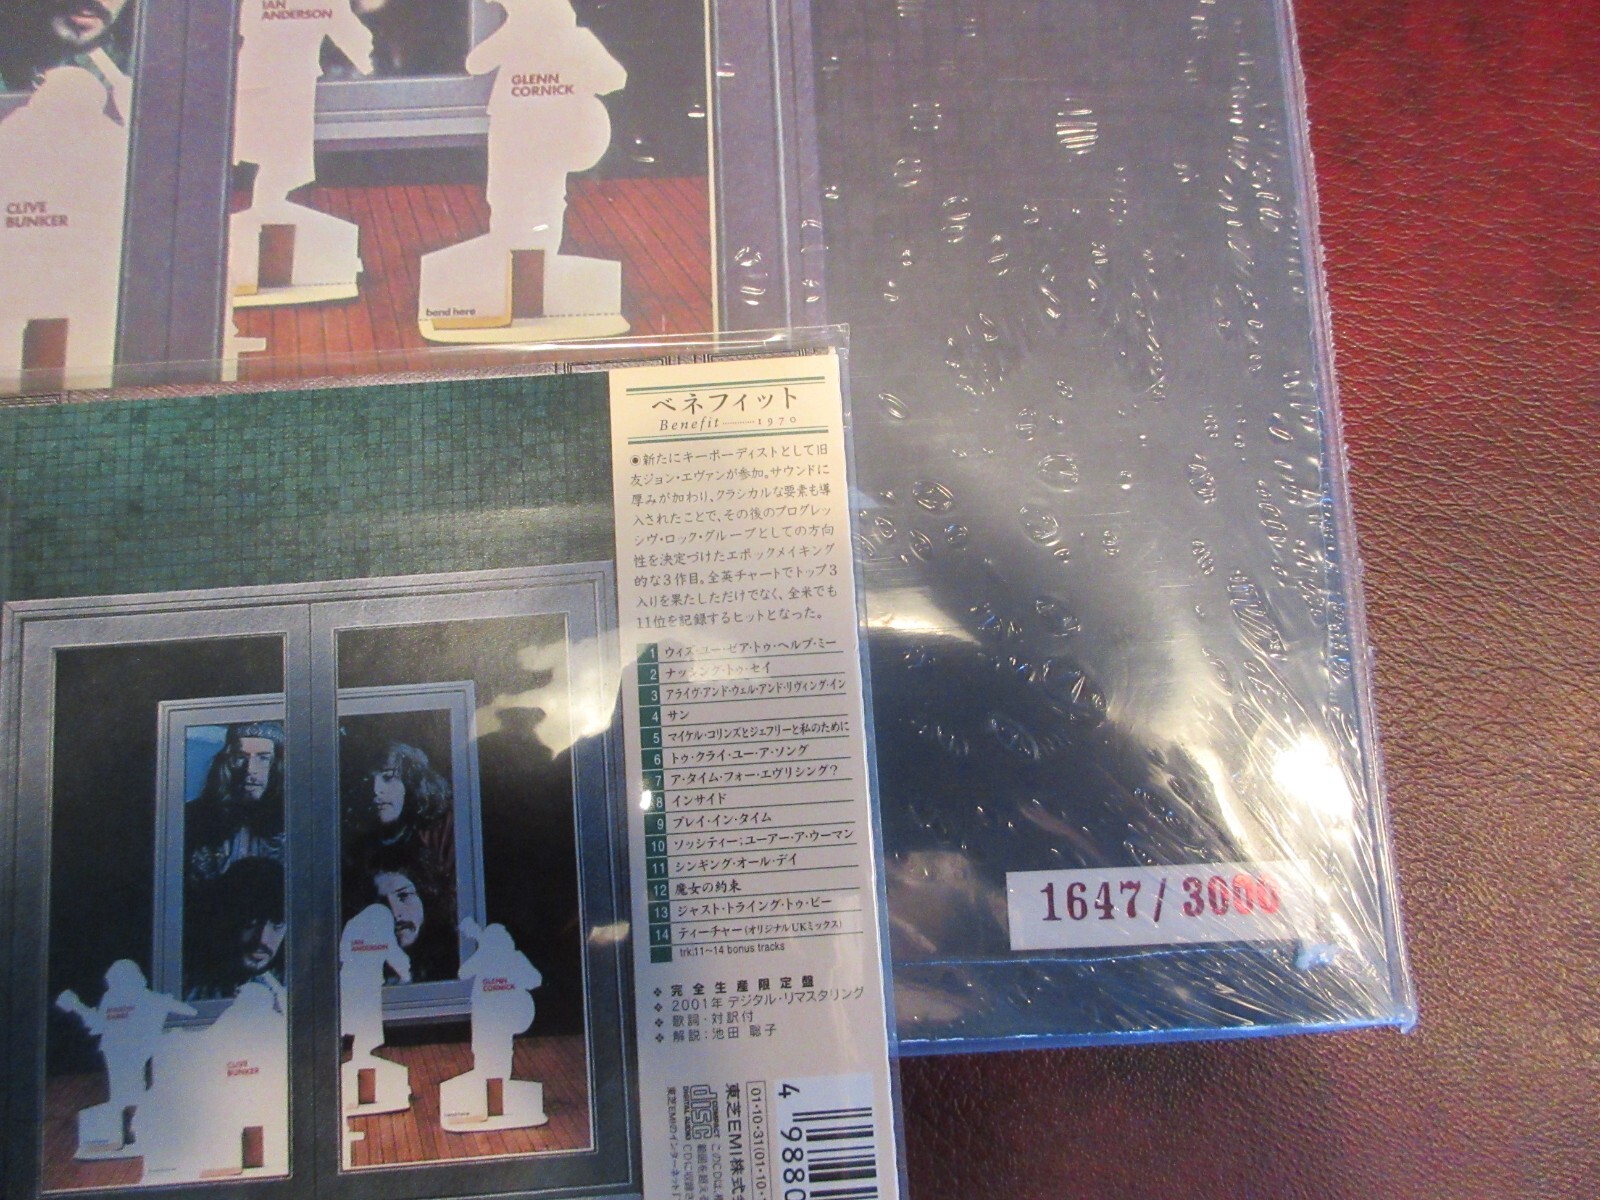 IAN
ANDERSON
GLENN
CORNICK
CLIVE
BUNKER
bend here
ベネフィット
Benefit——1970
◉新たにキーボーディストとして旧
友ジョン・エヴァンが参加。サウンドに
厚みが加わり、クラシカルな要素も導
入されたことで、その後のプログレッ
シヴ・ロック・グループとしての方向
性を決定づけたエポックメイキング
的な3作目。全英チャートでトップ3
入りを果たしただけでなく、全米でも
11位を記録するヒットとなった。
1 ウィズ・ユー・ゼア・トゥ・ヘルプ・ミー
2 ナッシング・トゥ・セイ
3 アライヴ・アンド・ウェル・アンド・リヴィング・イン
4 サン
5 マイケル・コリンズとジェフリーと私のために
6 トゥ・クライ・ユー・ア・ソング
7 ア・タイム・フォー・エヴリシング?
8 インサイド
9 プレイ・イン・タイム
10 ソッシティー;ユーアー・ア・ウーマン
11 シンギング・オール・デイ
12 魔女の約束
13 ジャスト・トライング・トゥ・ビー
14 ティーチャー(オリジナルUKミックス)
trk:11~14 bonus tracks
❖ 完全生産限定盤
❖ 2001年デジタル・リマスタリング
❖ 歌詞・対訳付
❖ 解説:池田 聡子
1647/3000
IAN
ANDERSON
GLENN
CORNICK
CLIVE
BUNKER
4 9880
01・10・31(01・10・
東芝EMI株式
COMPACT
disc
DIGITAL AUDIO